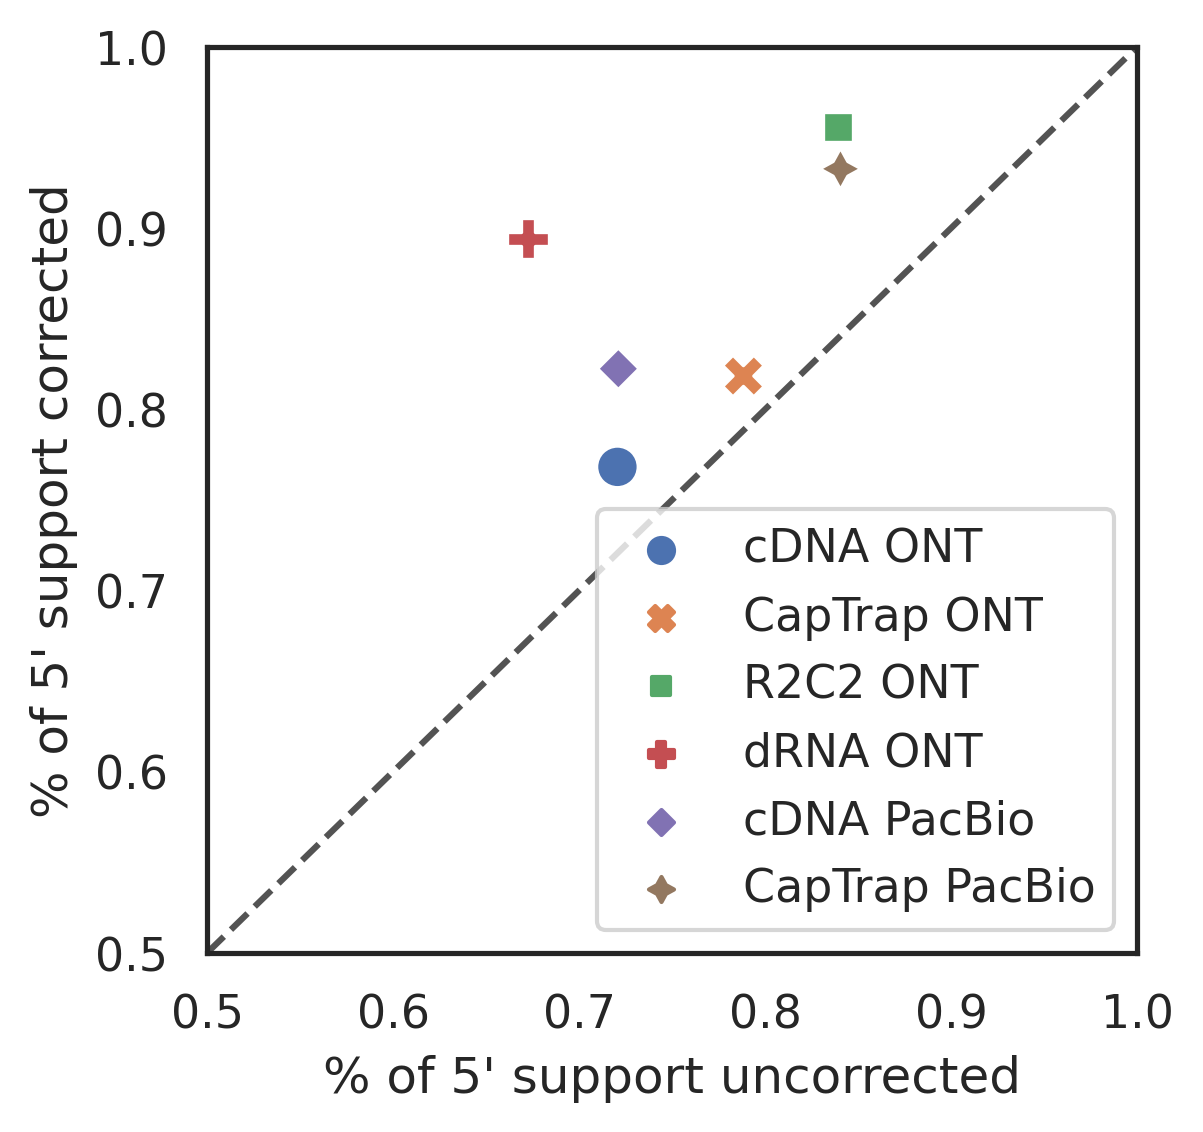 1.0
0.9
0.8
0.7
0.6
0.5
% of 5' support corrected
cDNA ONT
CapTrap ONT
R2C2 ONT
dRNA ONT
cDNA PacBio
CapTrap PacBio
0.5 0.6 0.7 0.8 0.9 1.0
% of 5' support uncorrected